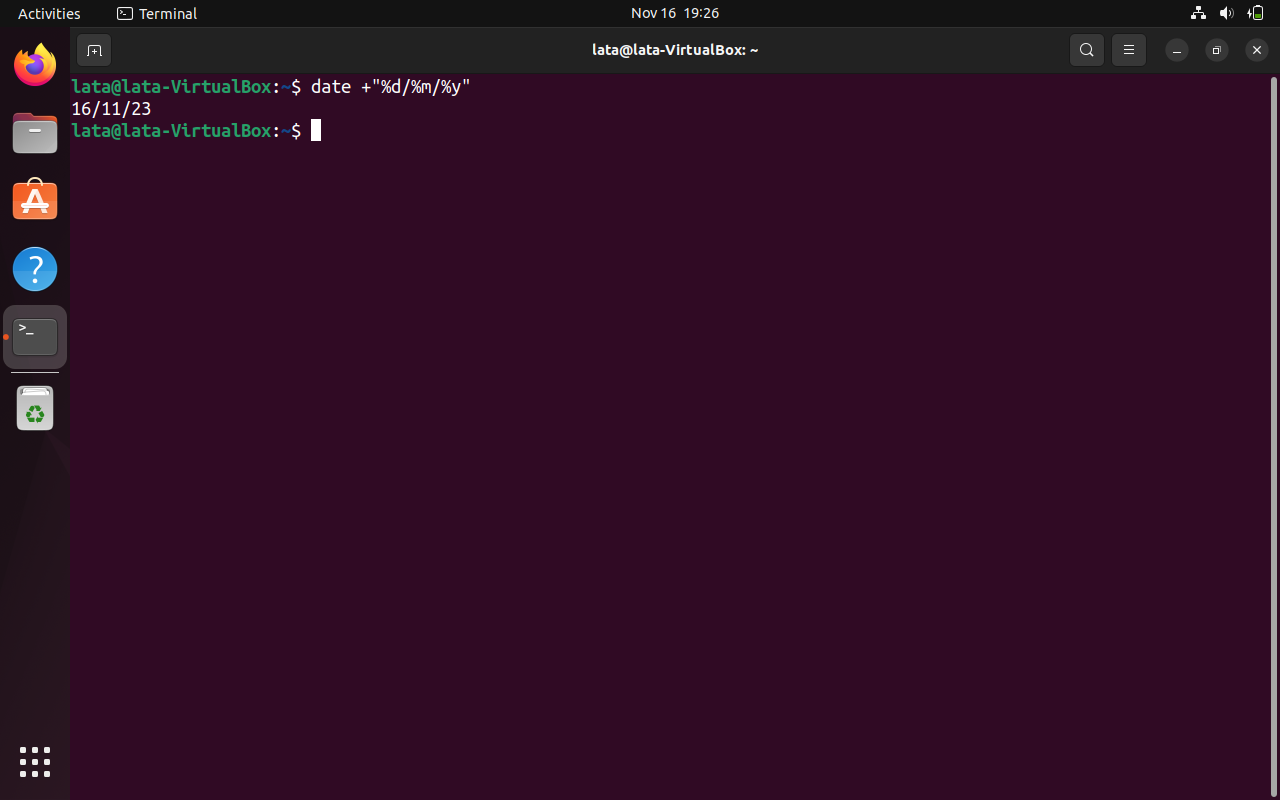 Activities Terminal Nov 16 19:26
lata@lata-VirtualBox: ~
lata@lata-VirtualBox:~$ date +"%d/%m/%y"
16/11/23
lata@lata-VirtualBox:~$
?
>_